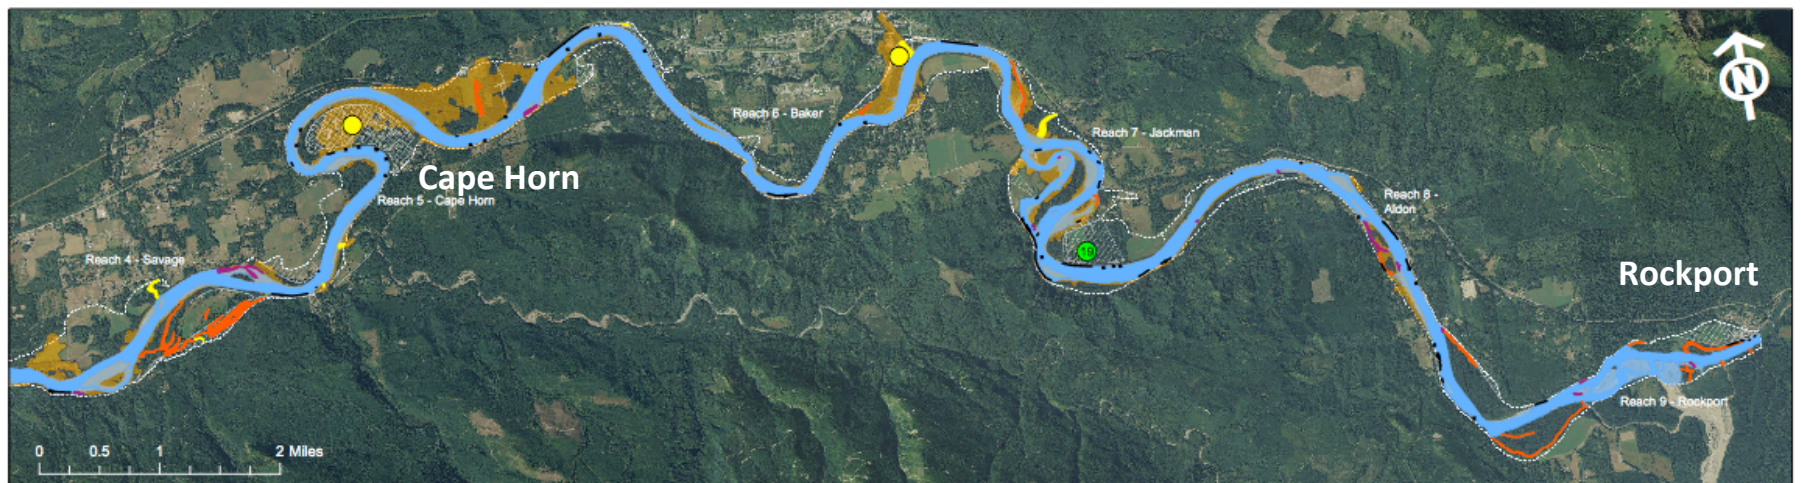 N
Reach 6 - Baker
Reach 7 - Jackman
Cape Horn
Reach 5 - Cape Horn
Reach 8 -
Aldon
Reach 4 - Savage
19
Rockport
Reach 9 - Rockport
0 0.5 1 2 Miles